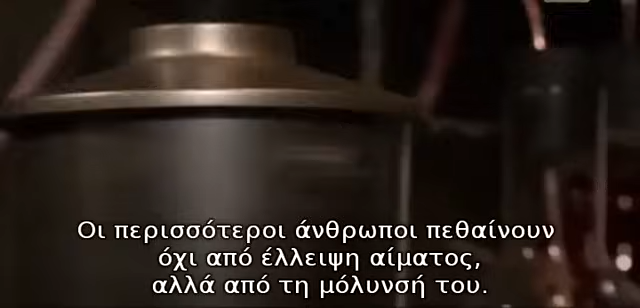 Οι περισσότεροι άνθρωποι πεθαίνουν
όχι από έλλειψη αίματος,
αλλά από τη μόλυνσή του.